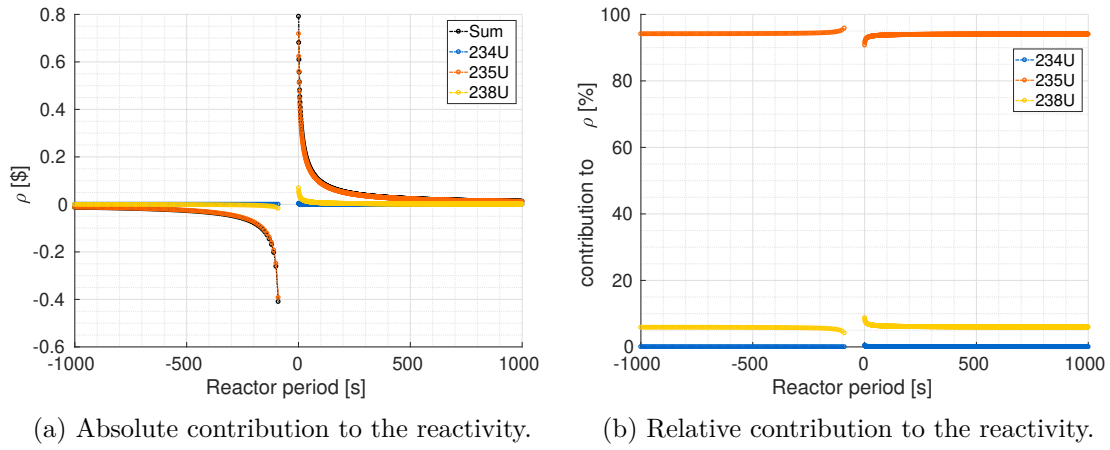 0.8
0.6
0.4
0.2
0
-0.2
-0.4
-0.6
ρ [$]
-1000 -500 0 500 1000
Reactor period [s]
Sum
234U
235U
238U
(a) Absolute contribution to the reactivity.
100
80
60
40
20
0
contribution to ρ [%]
-1000 -500 0 500 1000
Reactor period [s]
234U
235U
238U
(b) Relative contribution to the reactivity.